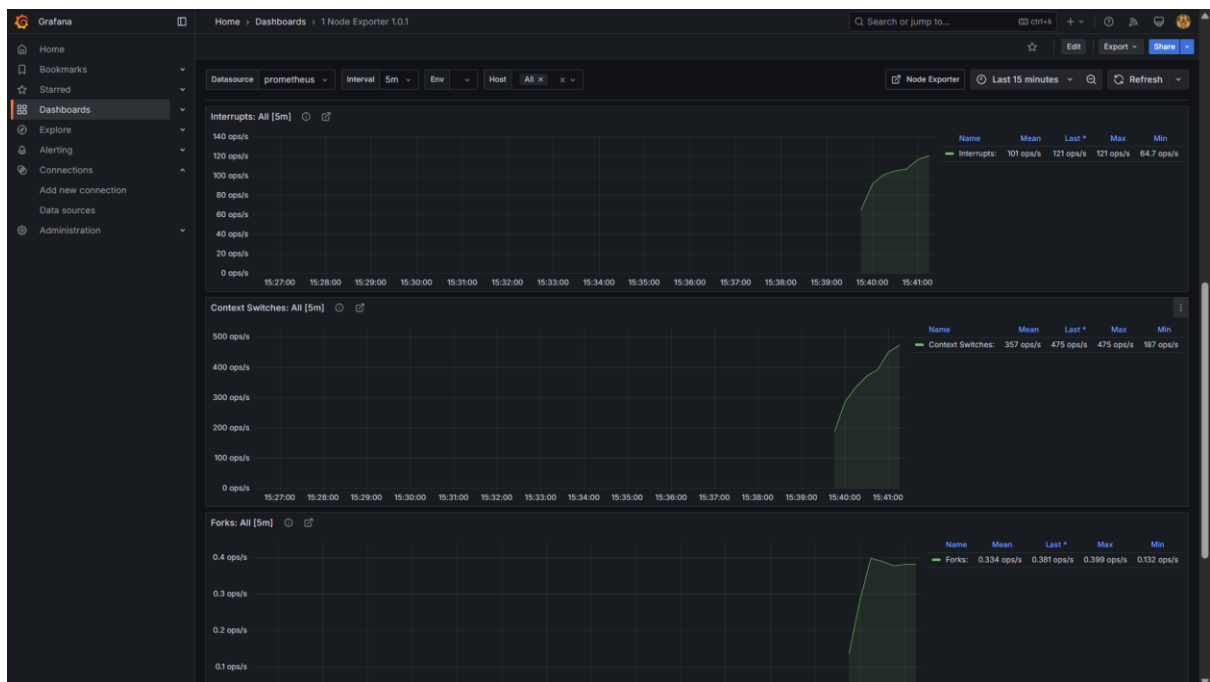 Grafana
Home › Dashboards › 1 Node Exporter 1.0.1
Search or jump to...
ctrl+k
Home
Bookmarks
Starred
Dashboards
Explore
Alerting
Connections
Add new connection
Data sources
Administration
Edit
Export
Share
Datasource
prometheus
Interval
5m
Env
Host
All ×
Node Exporter
Last 15 minutes
Refresh
Interrupts: All [5m]
140 ops/s
120 ops/s
100 ops/s
80 ops/s
60 ops/s
40 ops/s
20 ops/s
0 ops/s
15:27:00 15:28:00 15:29:00 15:30:00 15:31:00 15:32:00 15:33:00 15:34:00 15:35:00 15:36:00 15:37:00 15:38:00 15:39:00 15:40:00 15:41:00
Name Mean Last * Max Min
Interrupts: 101 ops/s 121 ops/s 121 ops/s 64.7 ops/s
Context Switches: All [5m]
500 ops/s
400 ops/s
300 ops/s
200 ops/s
100 ops/s
0 ops/s
15:27:00 15:28:00 15:29:00 15:30:00 15:31:00 15:32:00 15:33:00 15:34:00 15:35:00 15:36:00 15:37:00 15:38:00 15:39:00 15:40:00 15:41:00
Name Mean Last * Max Min
Context Switches: 357 ops/s 475 ops/s 475 ops/s 187 ops/s
Forks: All [5m]
0.4 ops/s
0.3 ops/s
0.2 ops/s
0.1 ops/s
Name Mean Last * Max Min
Forks: 0.334 ops/s 0.381 ops/s 0.399 ops/s 0.132 ops/s